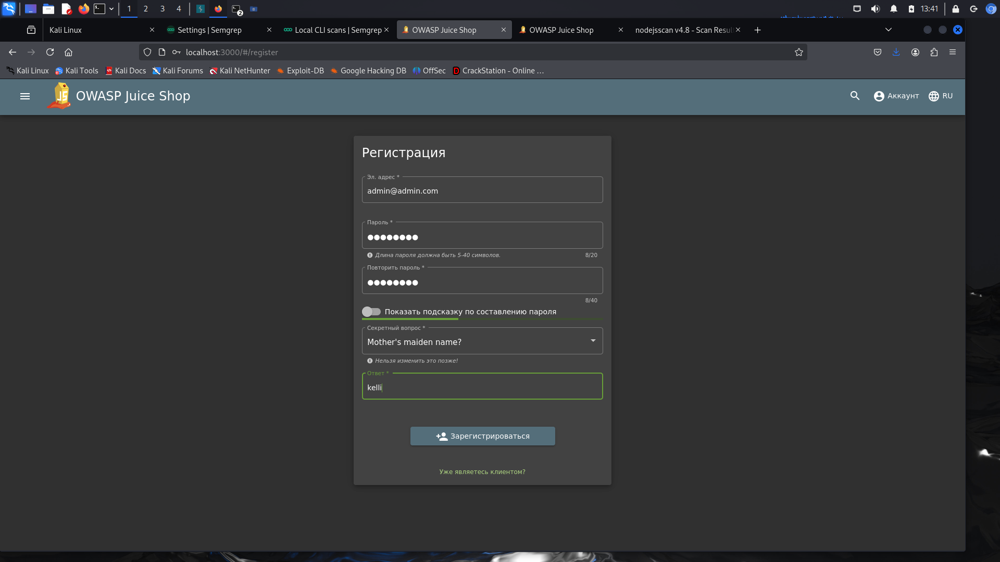 1 2 3 4 2 13:41
Kali Linux Settings | Semgrep Local CLI scans | Semgrep OWASP Juice Shop OWASP Juice Shop nodejsscan v4.8 - Scan Resul
localhost:3000/#/register
Kali Linux Kali Tools Kali Docs Kali Forums Kali NetHunter Exploit-DB Google Hacking DB OffSec CrackStation - Online …
OWASP Juice Shop Аккаунт RU
Регистрация
Эл. адрес *
admin@admin.com
Пароль *
●●●●●●●●
Длина пароля должна быть 5-40 символов. 8/20
Повторить пароль *
●●●●●●●●
8/40
Показать подсказку по составлению пароля
Секретный вопрос *
Mother's maiden name?
Нельзя изменить это позже!
Ответ *
kelli
Зарегистрироваться
Уже являетесь клиентом?